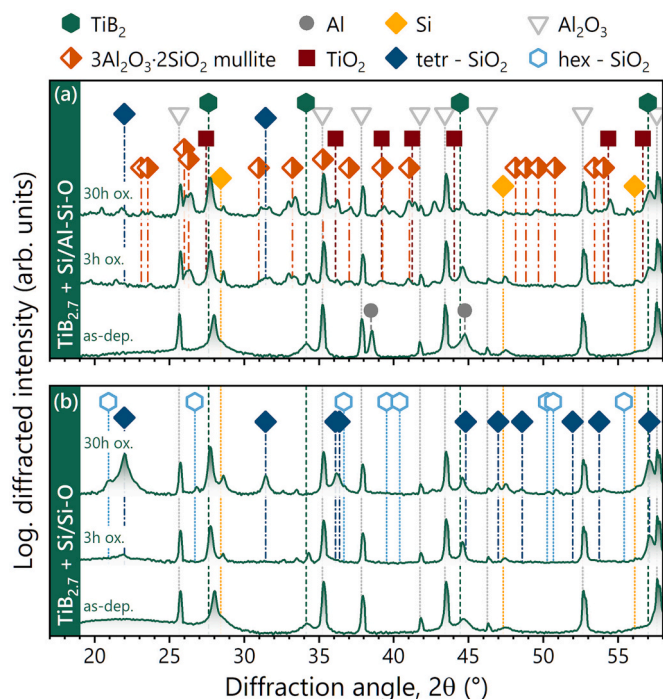 TiB₂ Al Si Al₂O₃
3Al₂O₃·2SiO₂ mullite TiO₂ tetr - SiO₂ hex - SiO₂
Log. diffracted intensity (arb. units)
TiB₂.₇ + Si/Al-Si-O
(a)
30h ox.
3h ox.
as-dep.
TiB₂.₇ + Si/Si-O
(b)
30h ox.
3h ox.
as-dep.
20 25 30 35 40 45 50 55
Diffraction angle, 2θ (°)